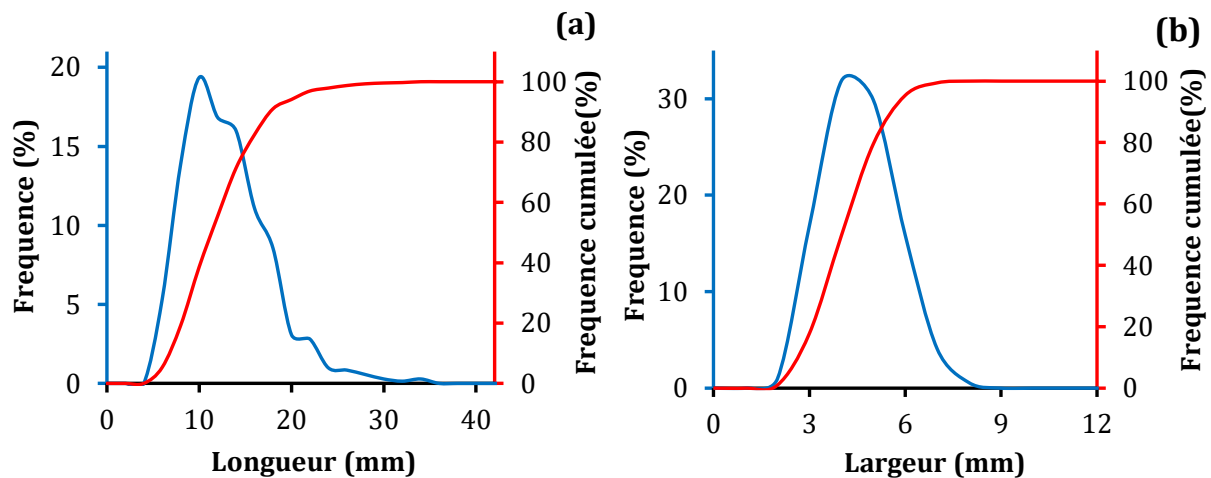 (a)
20
15
10
5
0
Frequence (%)
100
80
60
40
20
0
Frequence cumulée(%)
0 10 20 30 40
Longueur (mm)
(b)
30
20
10
0
Frequence (%)
100
80
60
40
20
0
Frequence cumulée (%)
0 3 6 9 12
Largeur (mm)